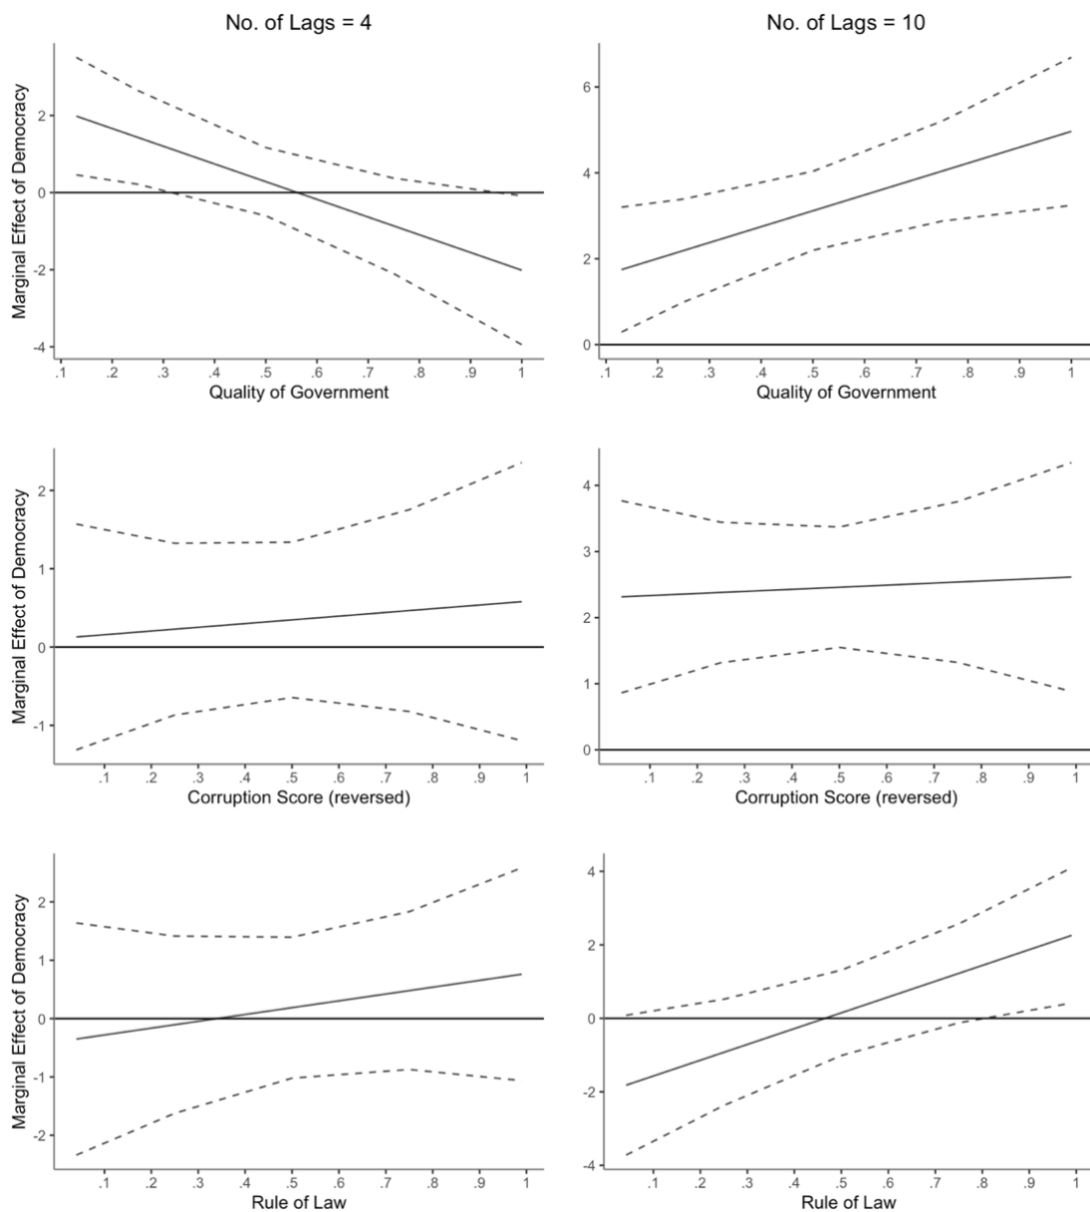 No. of Lags = 4
No. of Lags = 10
Marginal Effect of Democracy
2
0
-2
-4
.1 .2 .3 .4 .5 .6 .7 .8 .9 1
Quality of Government
6
4
2
0
.1 .2 .3 .4 .5 .6 .7 .8 .9 1
Quality of Government
Marginal Effect of Democracy
2
1
0
-1
.1 .2 .3 .4 .5 .6 .7 .8 .9 1
Corruption Score (reversed)
4
3
2
1
0
.1 .2 .3 .4 .5 .6 .7 .8 .9 1
Corruption Score (reversed)
Marginal Effect of Democracy
2
1
0
-1
-2
.1 .2 .3 .4 .5 .6 .7 .8 .9 1
Rule of Law
4
2
0
-2
-4
.1 .2 .3 .4 .5 .6 .7 .8 .9 1
Rule of Law